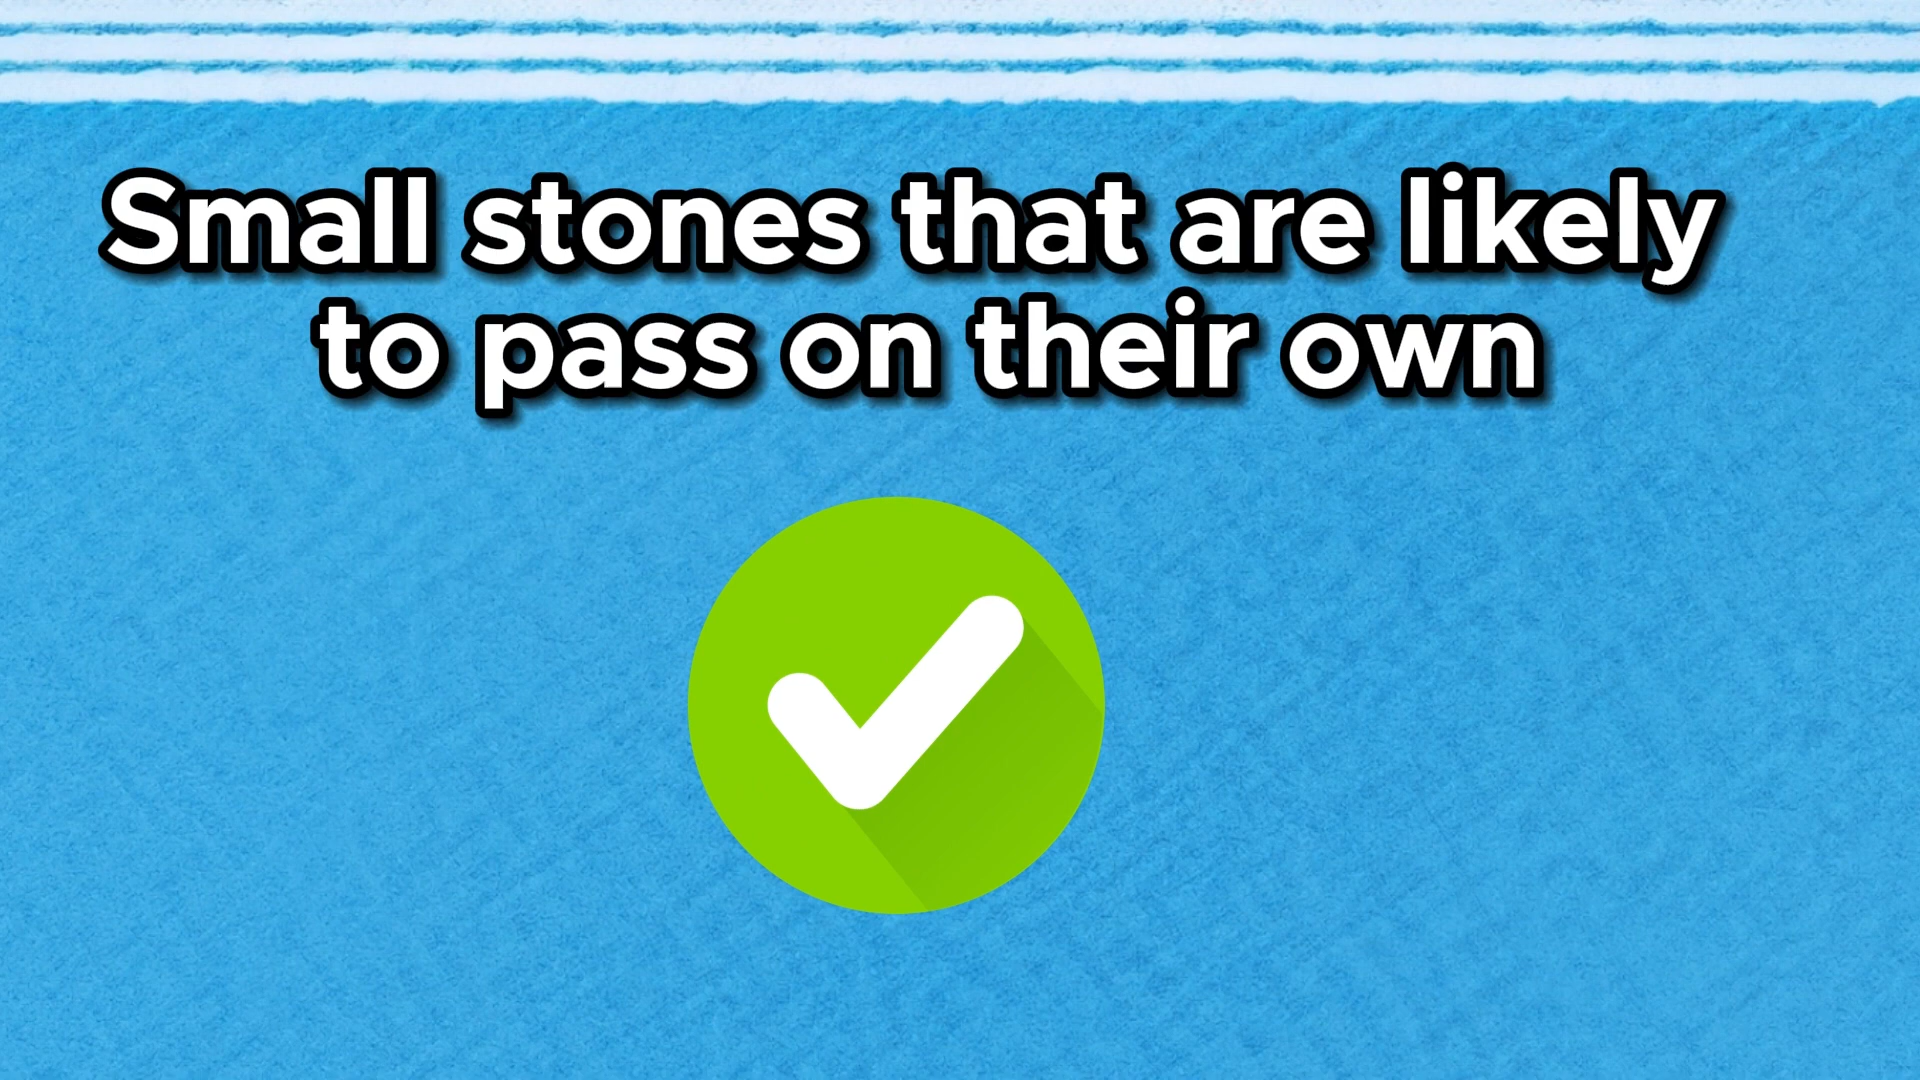 Small stones that are likely
to pass on their own